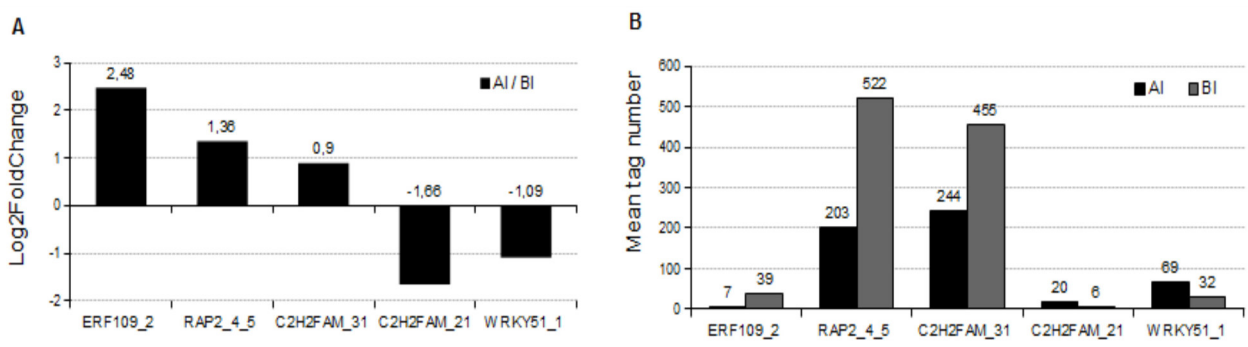 A
Log2FoldChange
3
2
1
0
-1
-2
2,48
1,36
0,9
-1,66
-1,09
AI / BI
ERF109_2
RAP2_4_5
C2H2FAM_31
C2H2FAM_21
WRKY51_1
B
Mean tag number
600
500
400
300
200
100
0
AI
BI
7
39
203
522
244
455
20
6
69
32
ERF109_2
RAP2_4_5
C2H2FAM_31
C2H2FAM_21
WRKY51_1